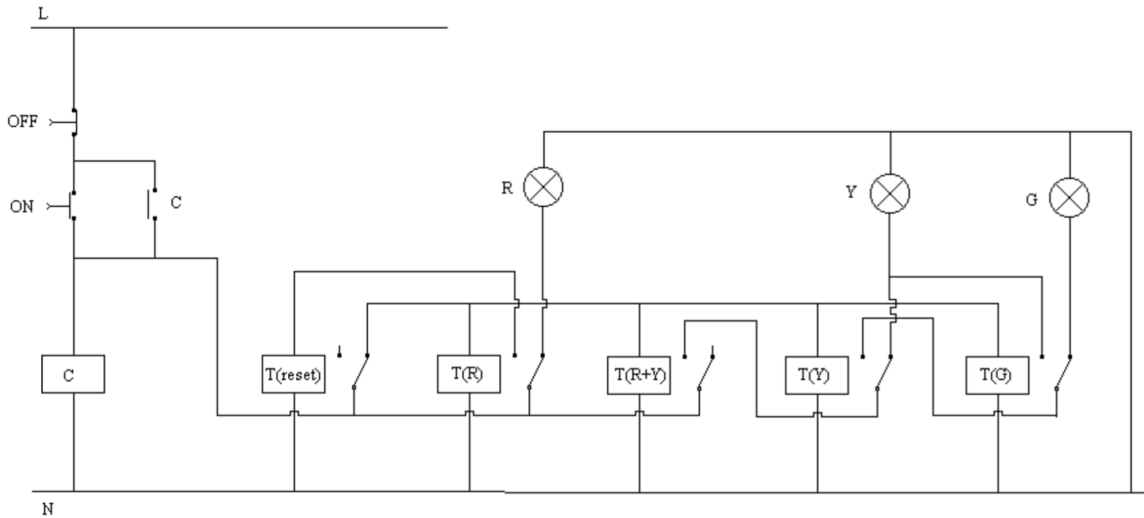 L
OFF
ON
C
R
Y
G
C
T(reset)
T(R)
T(R+Y)
T(Y)
T(G)
N